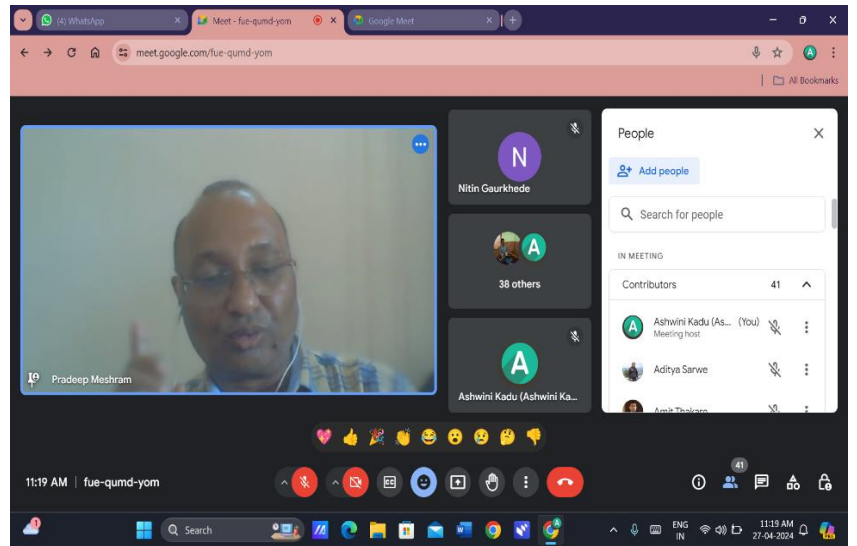 (4) WhatsApp
Meet - fue-qumd-yom
Google Meet
meet.google.com/fue-qumd-yom
All Bookmarks
Pradeep Meshram
N
Nitin Gaurkhede
A
38 others
A
Ashwini Kadu (Ashwini Ka...
People
Add people
Search for people
IN MEETING
Contributors 41
A
Ashwini Kadu (As... (You)
Meeting host
Aditya Sarwe
Amit Thakare
11:19 AM | fue-qumd-yom
CC
41
Search
ENG
IN
11:19 AM
27-04-2024